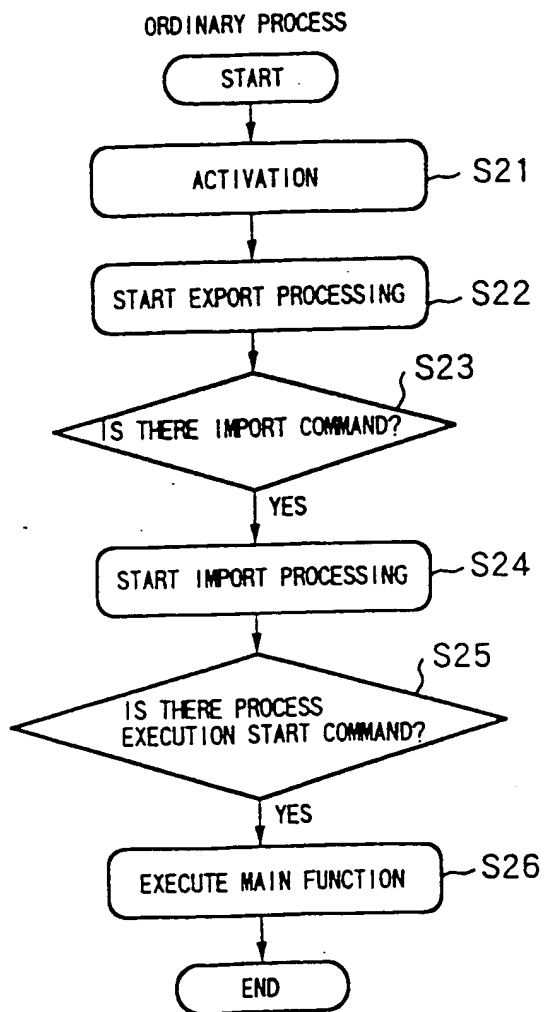 ORDINARY PROCESS
START
ACTIVATION
S21
START EXPORT PROCESSING
S22
S23
IS THERE IMPORT COMMAND?
YES
START IMPORT PROCESSING
S24
S25
IS THERE PROCESS
EXECUTION START COMMAND?
YES
EXECUTE MAIN FUNCTION
S26
END